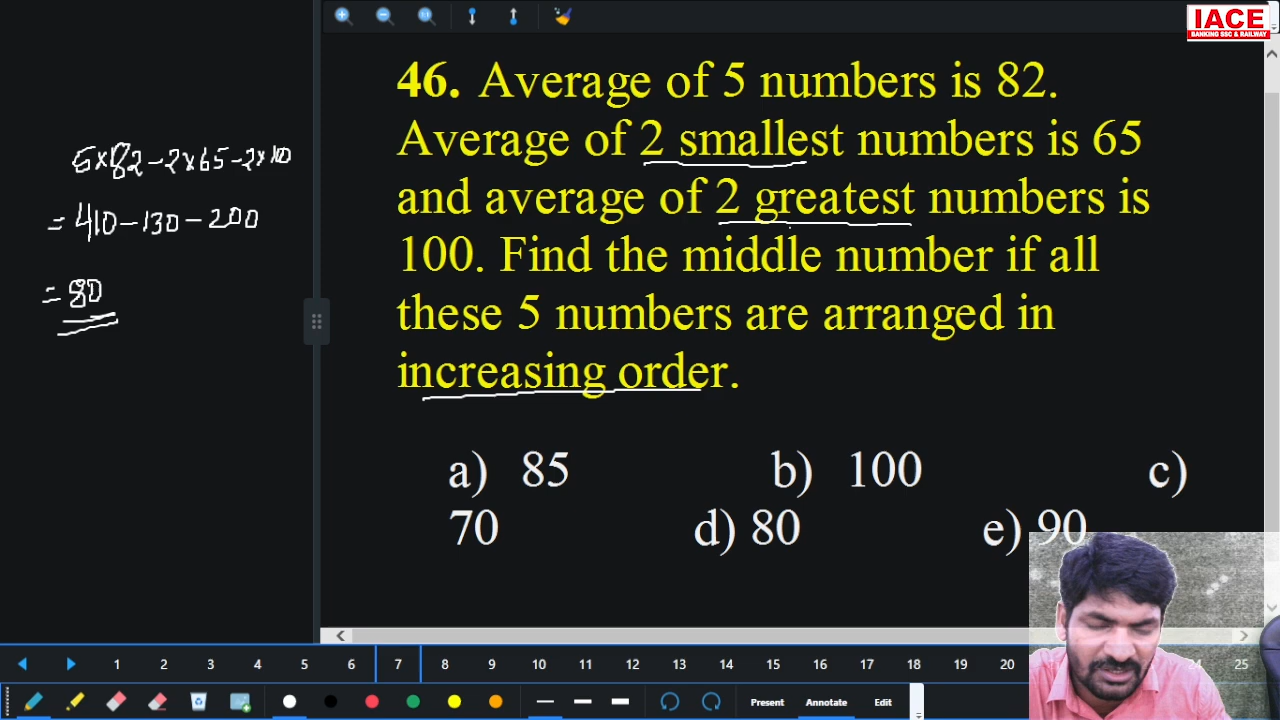 IACE
BANKING SSC & RAILWAY
46. Average of 5 numbers is 82.
Average of 2 smallest numbers is 65
and average of 2 greatest numbers is
100. Find the middle number if all
these 5 numbers are arranged in
increasing order.
a) 85 b) 100 c)
70 d) 80 e) 90
5×82-2×65-2×100
= 410-130-200
= 80
1 2 3 4 5 6 7 8 9 10 11 12 13 14 15 16 17 18 19 20 24 25
Present Annotate Edit